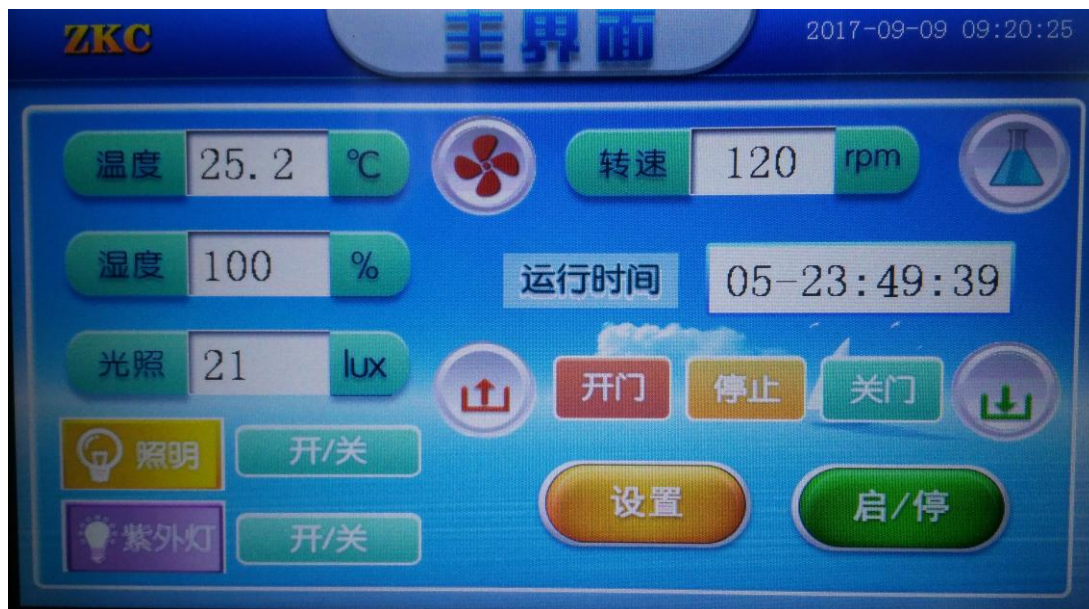 ZKC 主界面 2017-09-09 09:20:25
温度 25.2 ℃ 转速 120 rpm
湿度 100 % 运行时间 05-23:49:39
光照 21 lux 开门 停止 关门
照明 开/关 设置 启/停
紫外灯 开/关